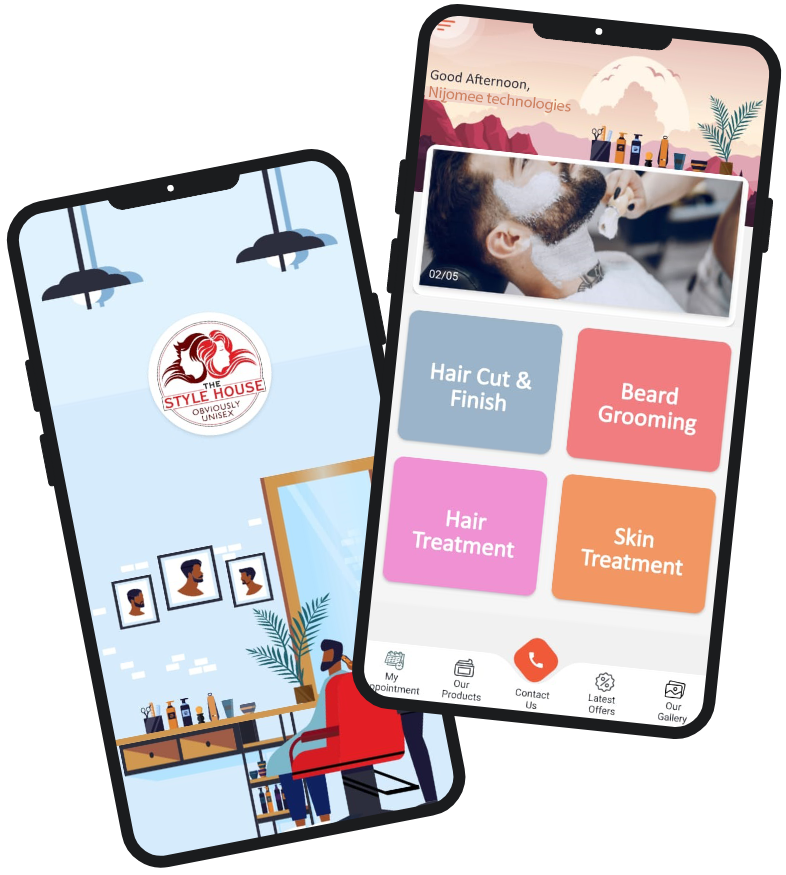 THE
STYLE HOUSE
OBVIOUSLY
UNISEX
Good Afternoon,
Nijomee technologies
02/05
Hair Cut &
Finish
Beard
Grooming
Hair
Treatment
Skin
Treatment
My
ppointment
Our
Products
Contact
Us
Latest
Offers
Our
Gallery